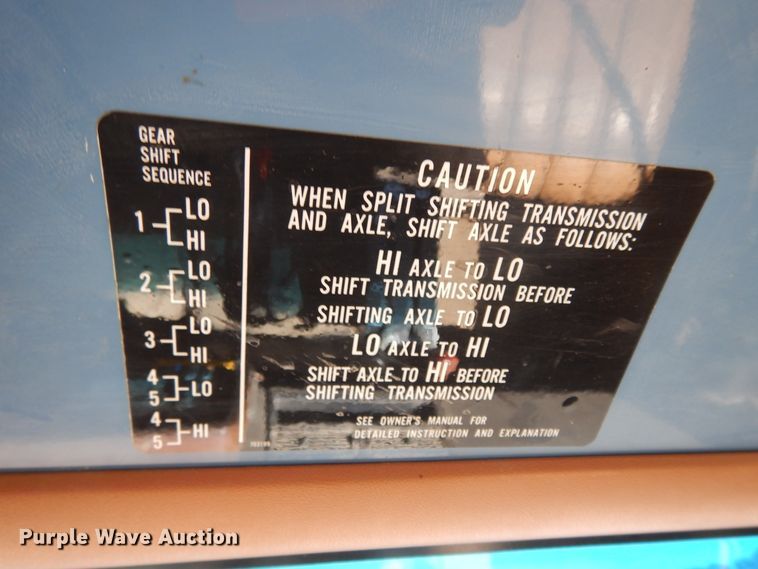 GEAR
SHIFT
SEQUENCE
1 LO
HI
2 LO
HI
3 LO
HI
4
5 LO
4
5 HI
CAUTION
WHEN SPLIT SHIFTING TRANSMISSION
AND AXLE, SHIFT AXLE AS FOLLOWS:
HI AXLE TO LO
SHIFT TRANSMISSION BEFORE
SHIFTING AXLE TO LO
LO AXLE TO HI
SHIFT AXLE TO HI BEFORE
SHIFTING TRANSMISSION
SEE OWNER'S MANUAL FOR
DETAILED INSTRUCTION AND EXPLANATION
Purple Wave Auction